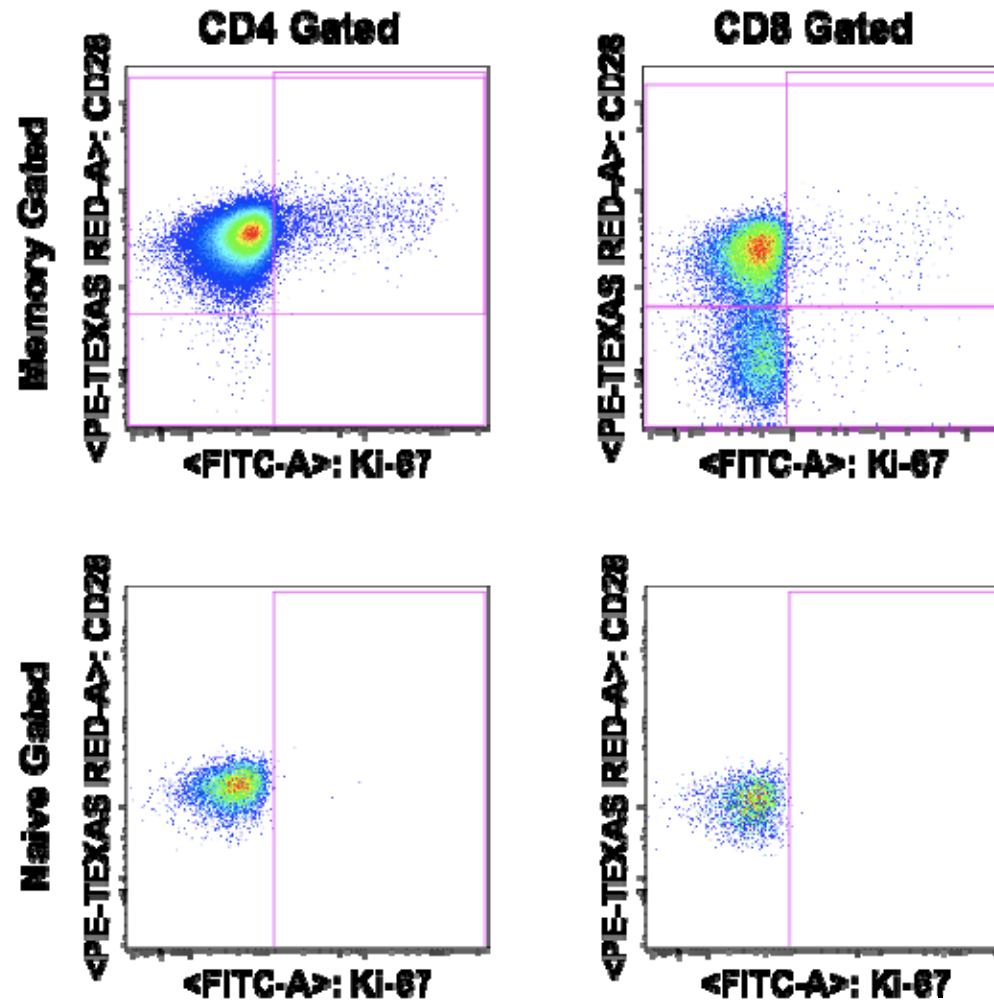 CD4 Gated
CD8 Gated
Memory Gated
<PE-TEXAS RED-A>: CD28
<FITC-A>: Ki-67
<PE-TEXAS RED-A>: CD28
<FITC-A>: Ki-67
Naive Gated
<PE-TEXAS RED-A>: CD28
<FITC-A>: Ki-67
<PE-TEXAS RED-A>: CD28
<FITC-A>: Ki-67